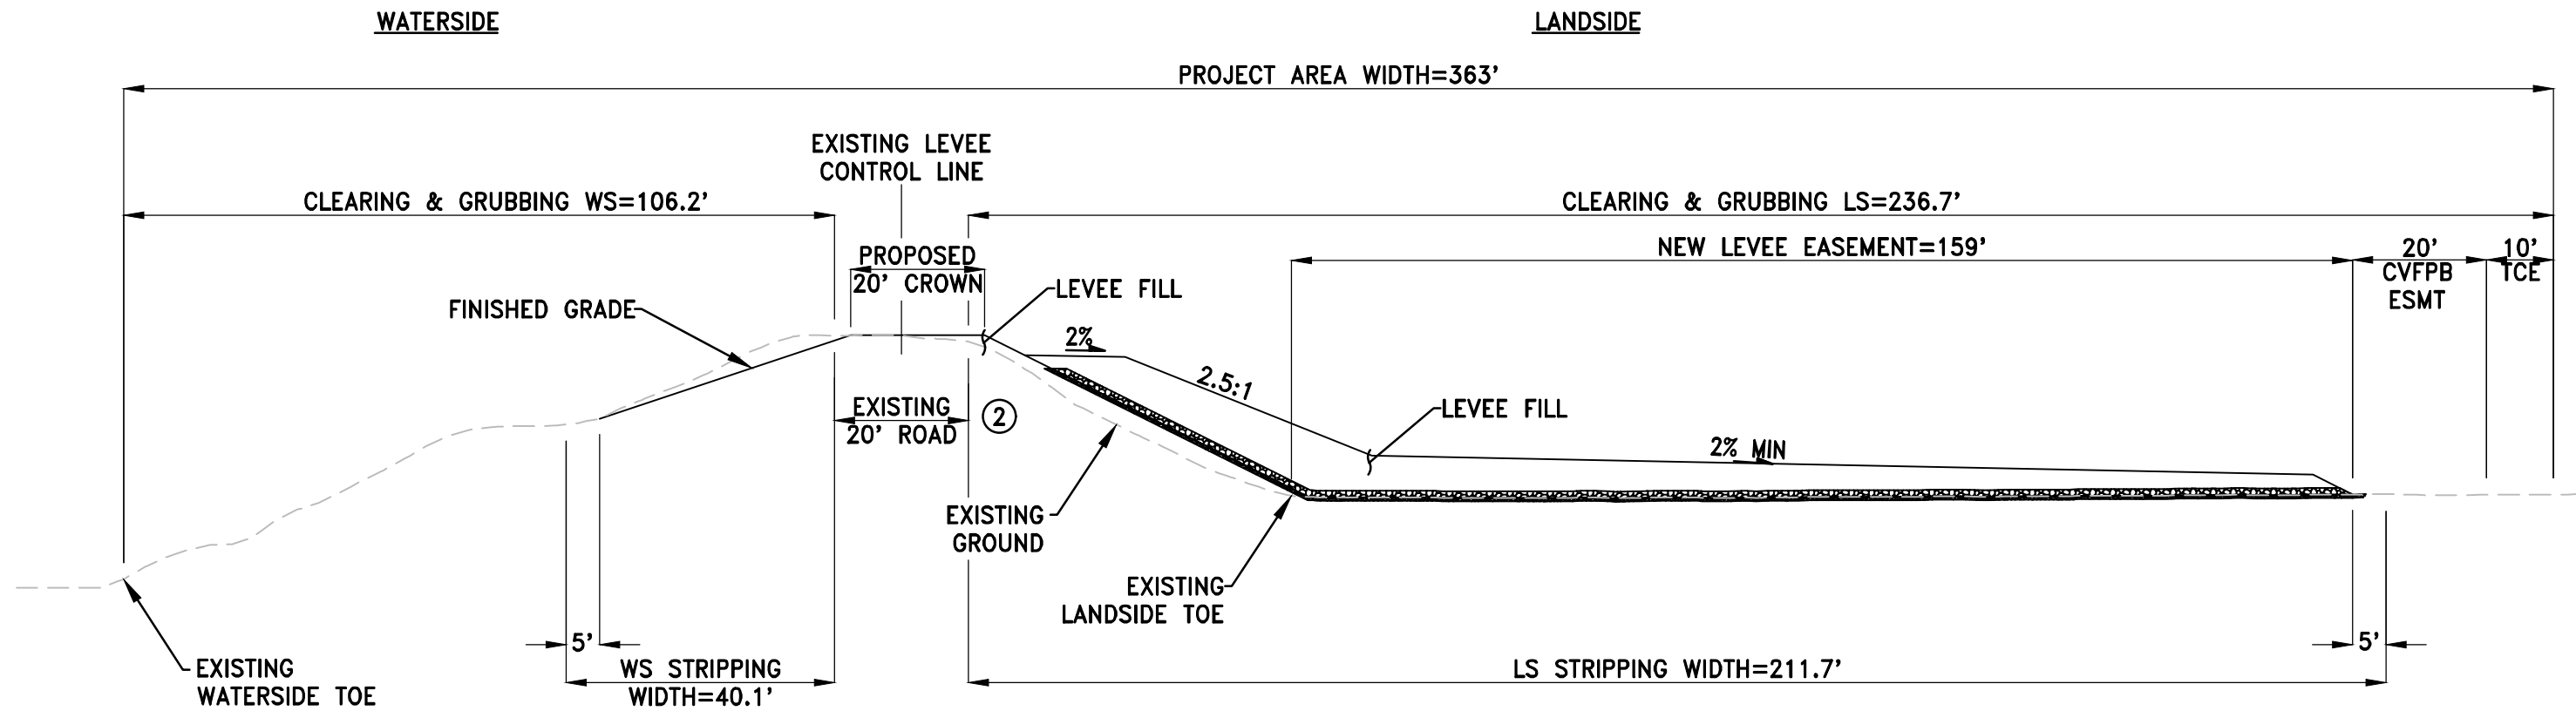 WATERSIDE
LANDSIDE
PROJECT AREA WIDTH=363'
EXISTING LEVEE
CONTROL LINE
CLEARING & GRUBBING WS=106.2'
CLEARING & GRUBBING LS=236.7'
PROPOSED
20' CROWN
NEW LEVEE EASEMENT=159'
20'
CVFPB
ESMT
10'
TCE
FINISHED GRADE
LEVEE FILL
2%
2.5:1
EXISTING
20' ROAD
2
LEVEE FILL
2% MIN
EXISTING
GROUND
EXISTING
LANDSIDE TOE
EXISTING
WATERSIDE TOE
5'
WS STRIPPING
WIDTH=40.1'
LS STRIPPING WIDTH=211.7'
5'